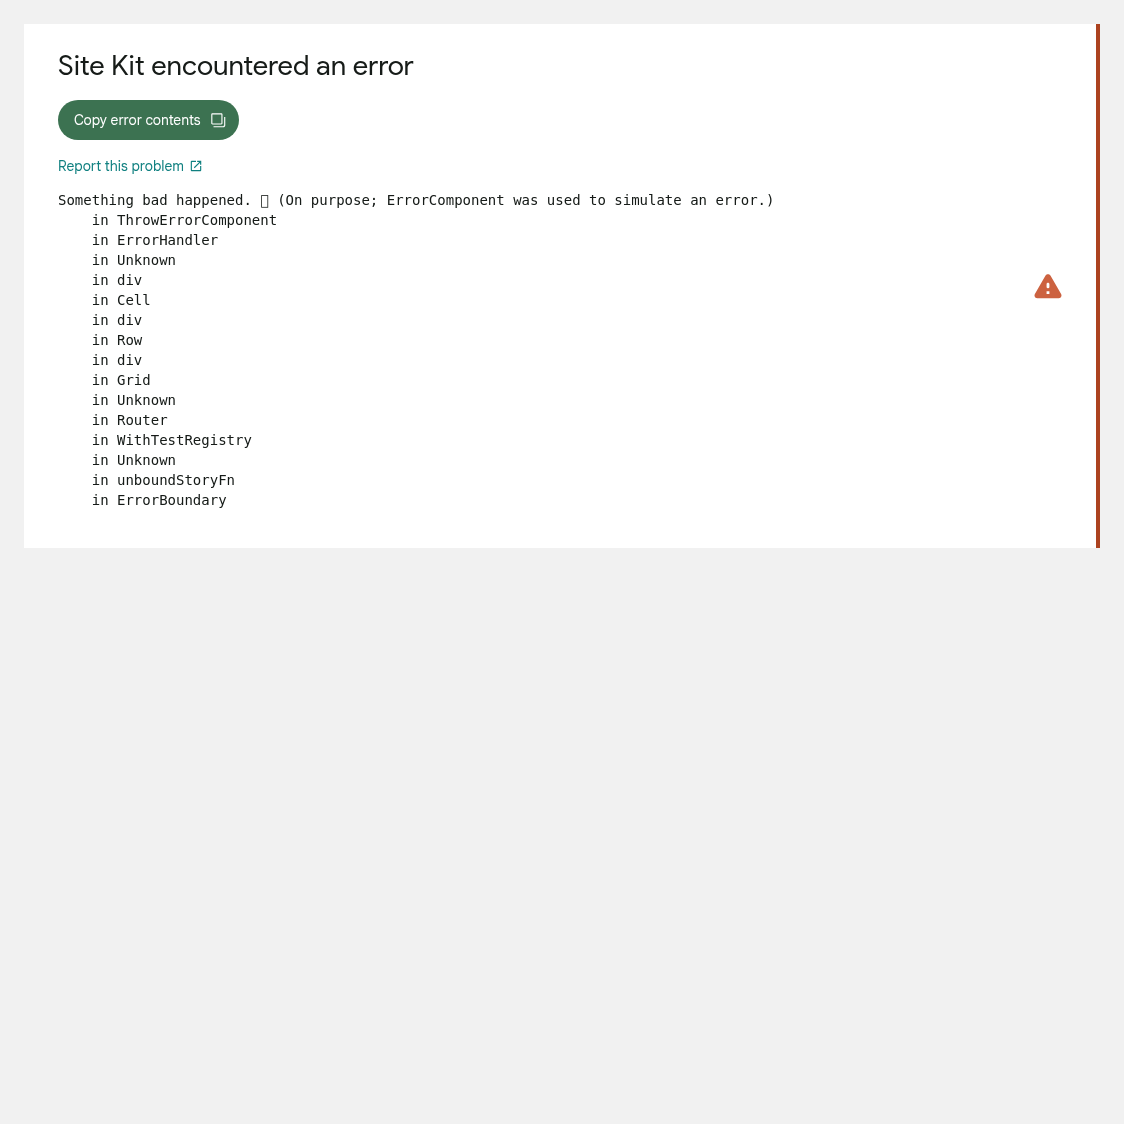 Site Kit encountered an error
Copy error contents
Report this problem
Something bad happened. (On purpose; ErrorComponent was used to simulate an error.)
in ThrowErrorComponent
in ErrorHandler
in Unknown
in div
in Cell
in div
in Row
in div
in Grid
in Unknown
in Router
in WithTestRegistry
in Unknown
in unboundStoryFn
in ErrorBoundary